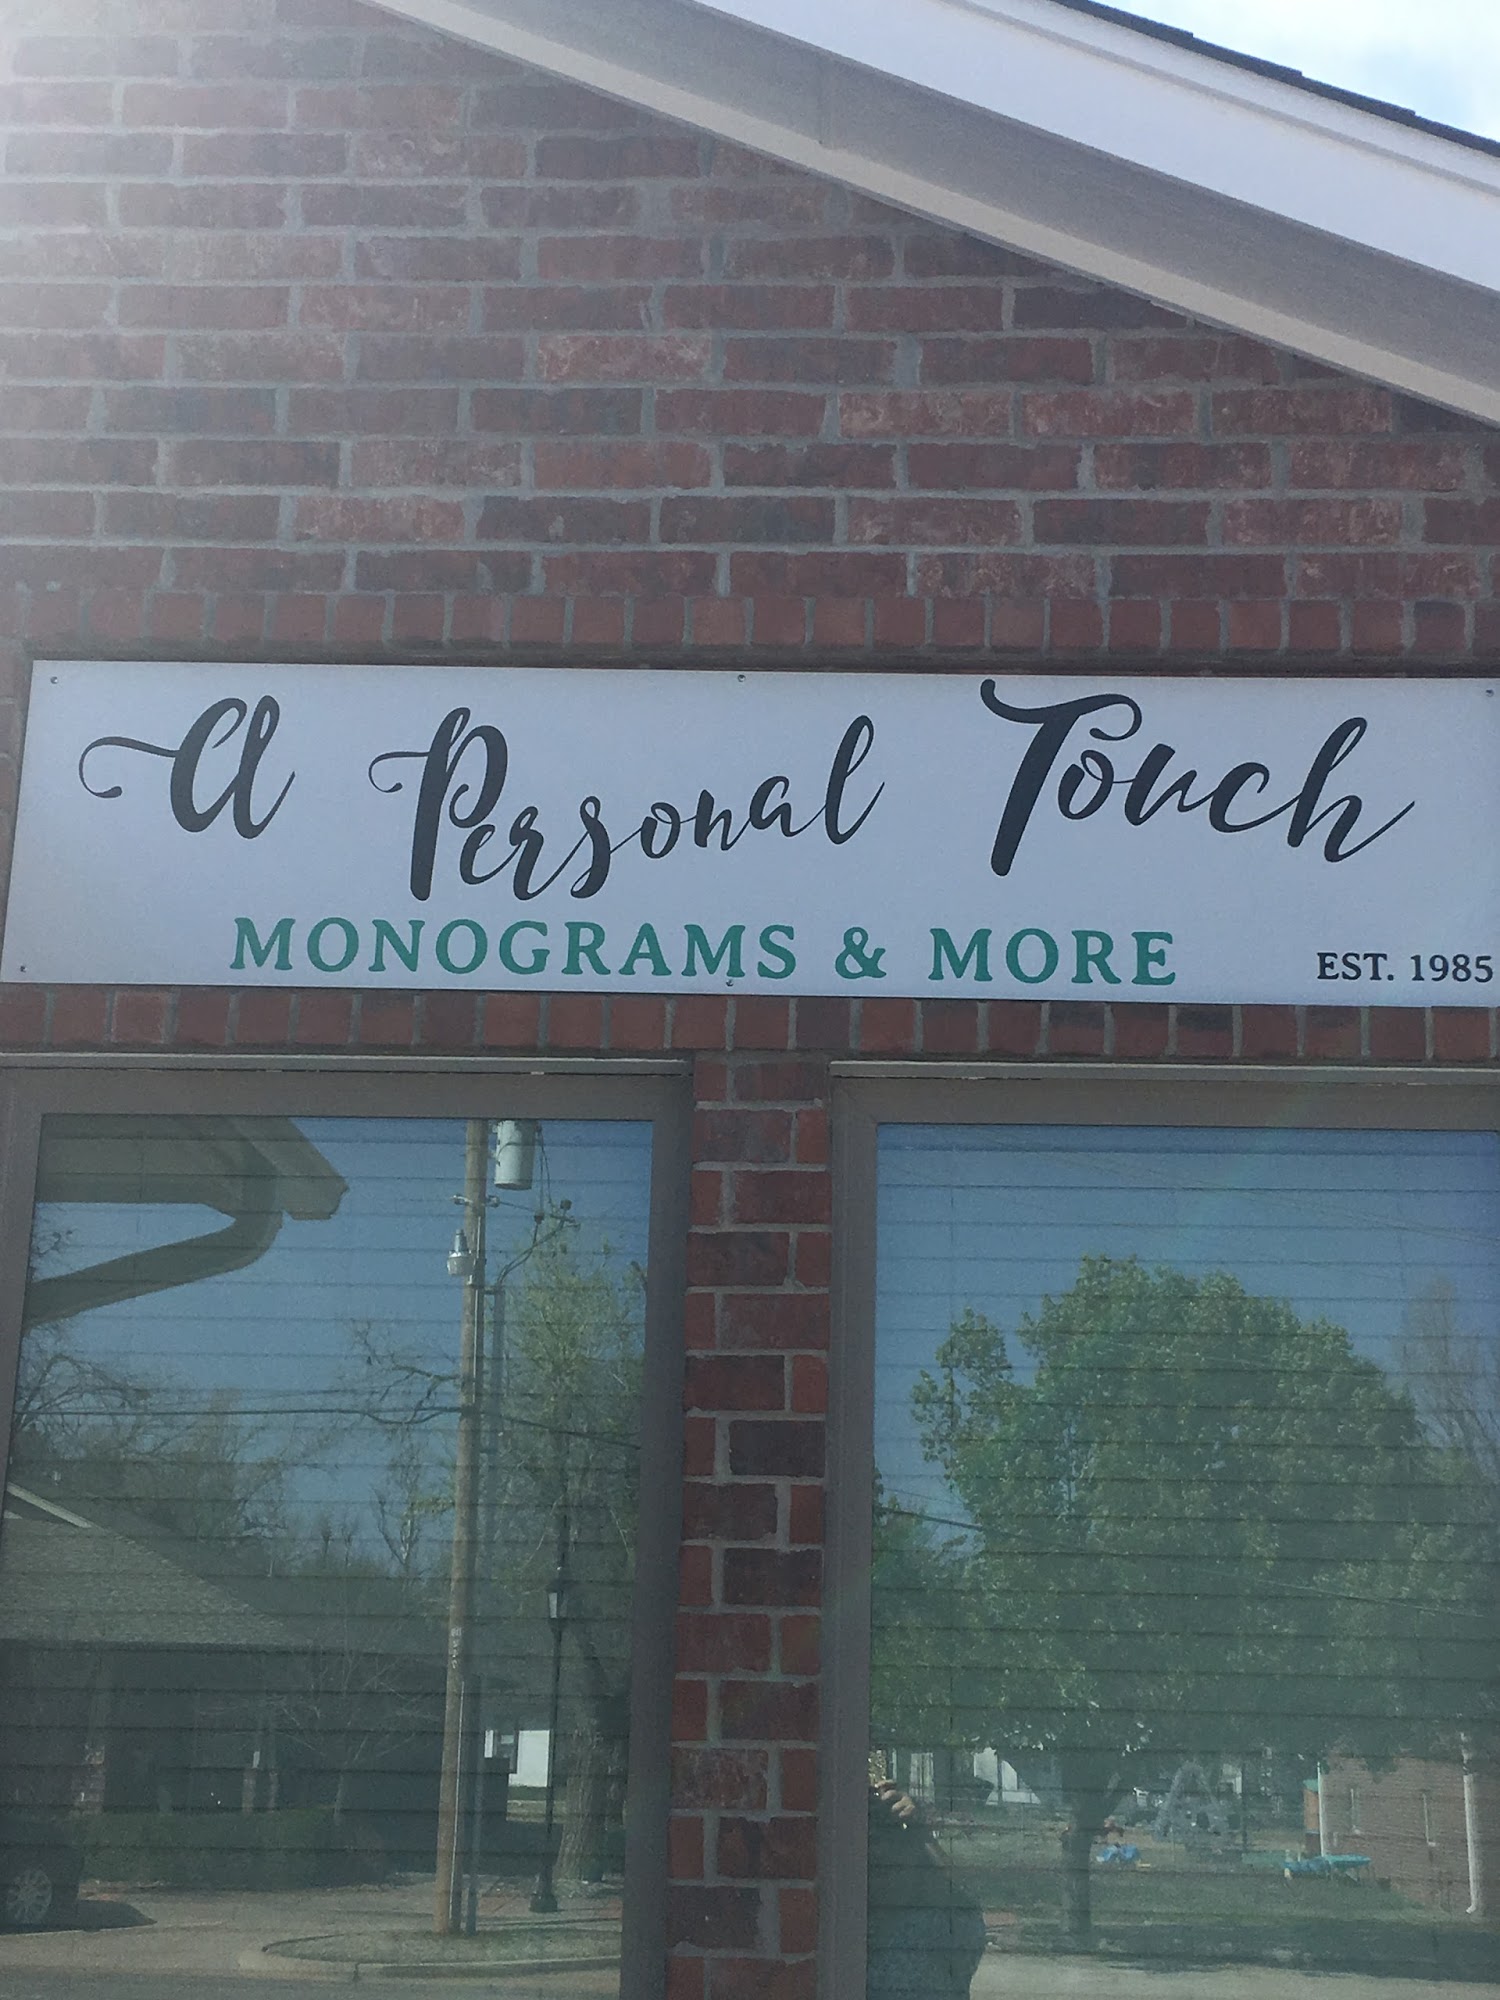 A Personal Touch
MONOGRAMS & MORE
EST. 1985